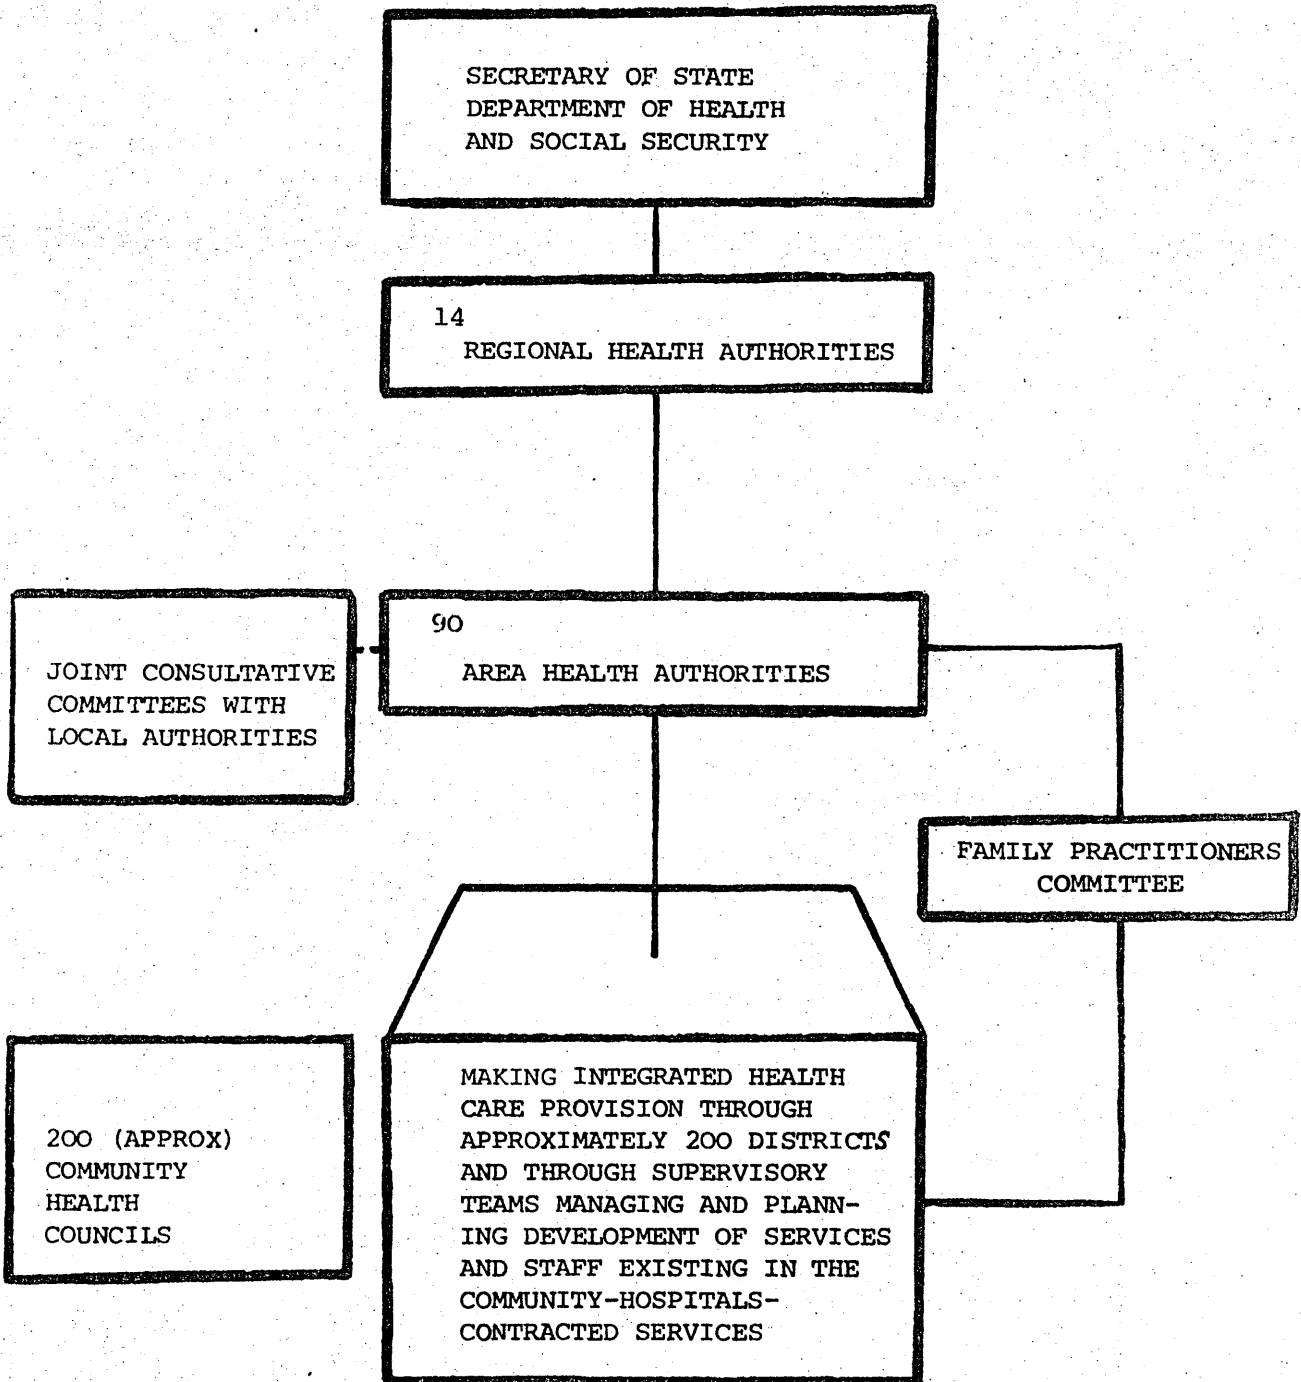 SECRETARY OF STATE
DEPARTMENT OF HEALTH
AND SOCIAL SECURITY
14
REGIONAL HEALTH AUTHORITIES
90
AREA HEALTH AUTHORITIES
JOINT CONSULTATIVE
COMMITTEES WITH
LOCAL AUTHORITIES
FAMILY PRACTITIONERS
COMMITTEE
MAKING INTEGRATED HEALTH
CARE PROVISION THROUGH
APPROXIMATELY 200 DISTRICTS
AND THROUGH SUPERVISORY
TEAMS MANAGING AND PLANN-
ING DEVELOPMENT OF SERVICES
AND STAFF EXISTING IN THE
COMMUNITY-HOSPITALS-
CONTRACTED SERVICES
200 (APPROX)
COMMUNITY
HEALTH
COUNCILS